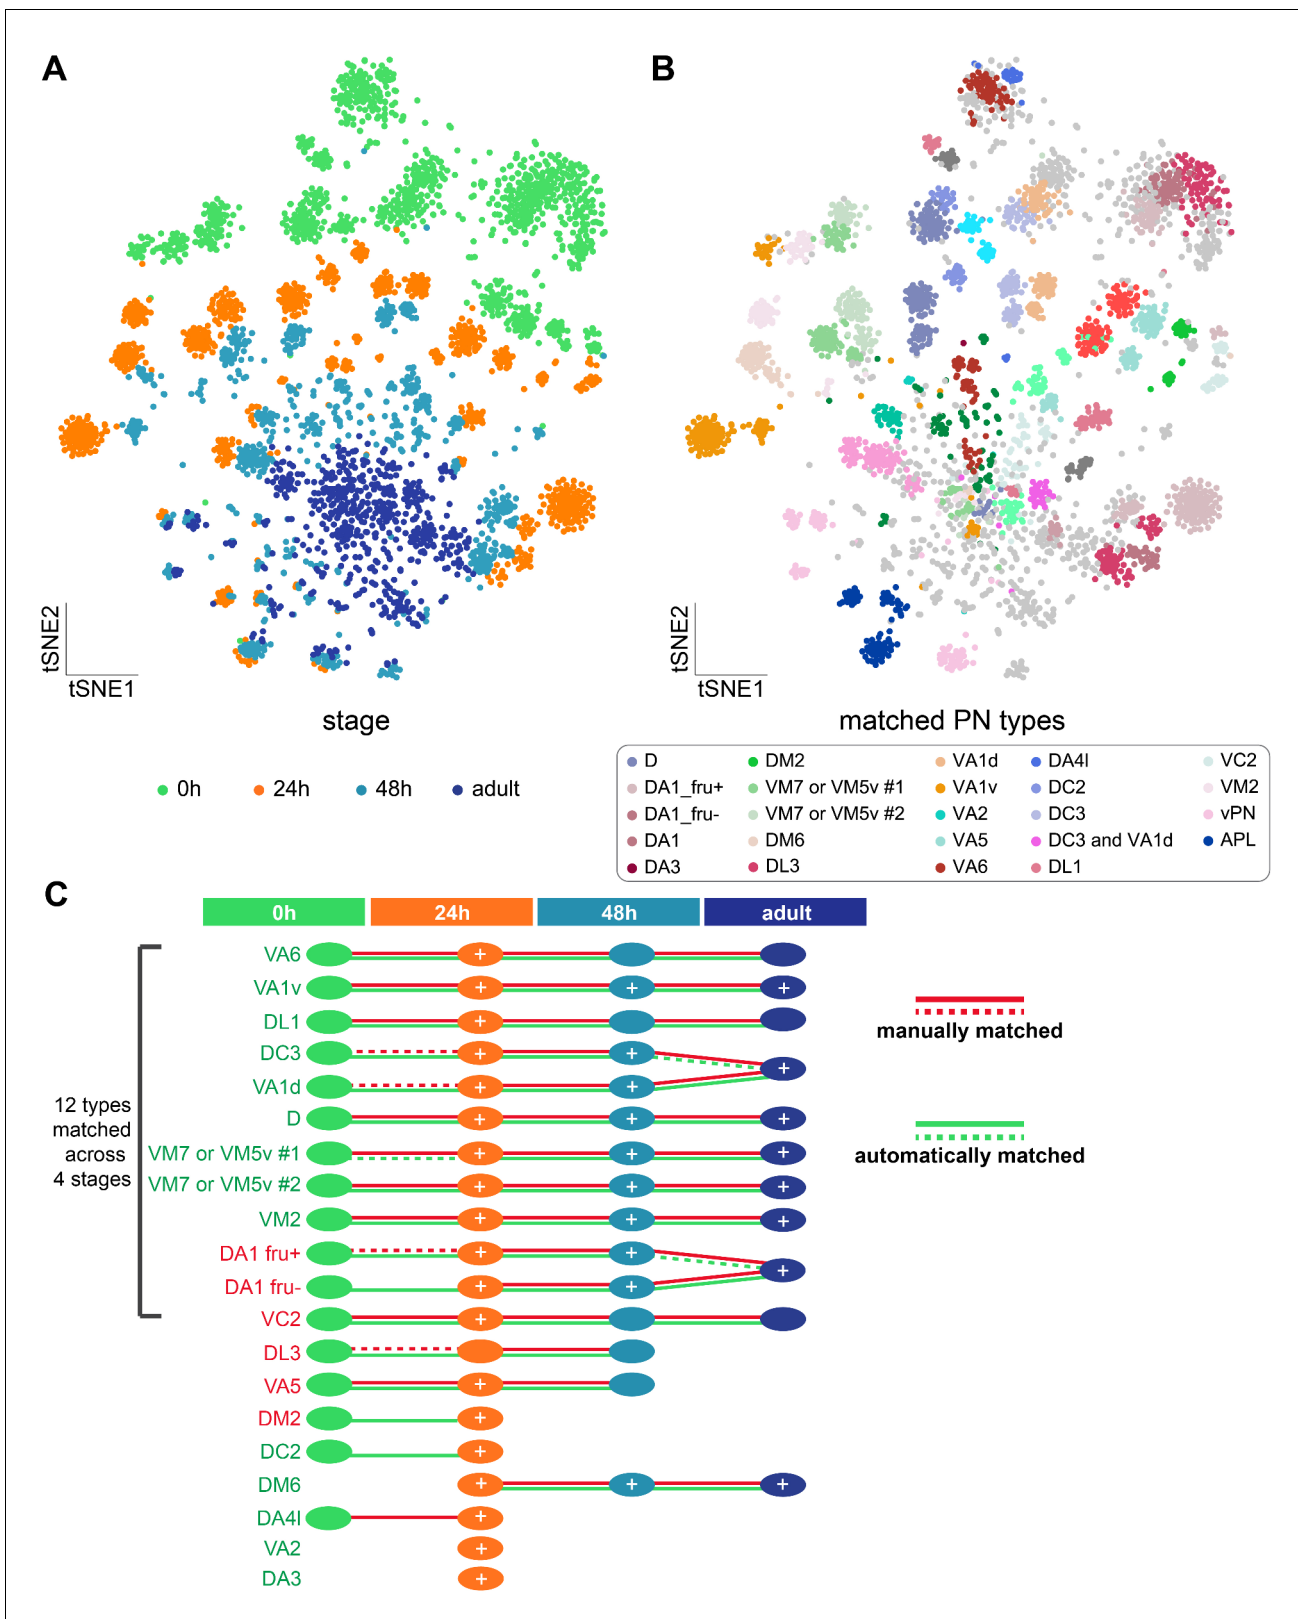 A
B
tSNE2
tSNE1
tSNE2
tSNE1
stage
matched PN types
0h 24h 48h adult
D DM2 VA1d DA4l VC2
DA1_fru+ VM7 or VM5v #1 VA1v DC2 VM2
DA1_fru- VM7 or VM5v #2 VA2 DC3 vPN
DA1 DM6 VA5 DC3 and VA1d APL
DA3 DL3 VA6 DL1
C
0h 24h 48h adult
VA6 +
VA1v + + +
DL1 +
DC3 + +
+
VA1d + +
D + + +
VM7 or VM5v #1 + + +
VM7 or VM5v #2 + + +
VM2 + + +
DA1 fru+ + +
+
DA1 fru- + +
VC2 +
DL3
VA5 +
DM2 +
DC2 +
DM6 + + +
DA4l +
VA2 +
DA3 +
12 types
matched
across
4 stages
manually matched
automatically matched